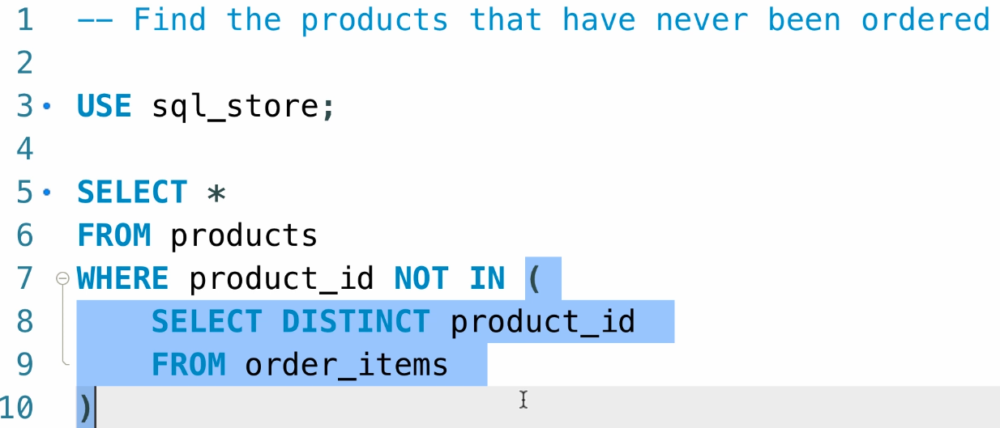 1 -- Find the products that have never been ordered
2
3 USE sql_store;
4
5 SELECT *
6 FROM products
7 WHERE product_id NOT IN (
8     SELECT DISTINCT product_id
9     FROM order_items
10 )